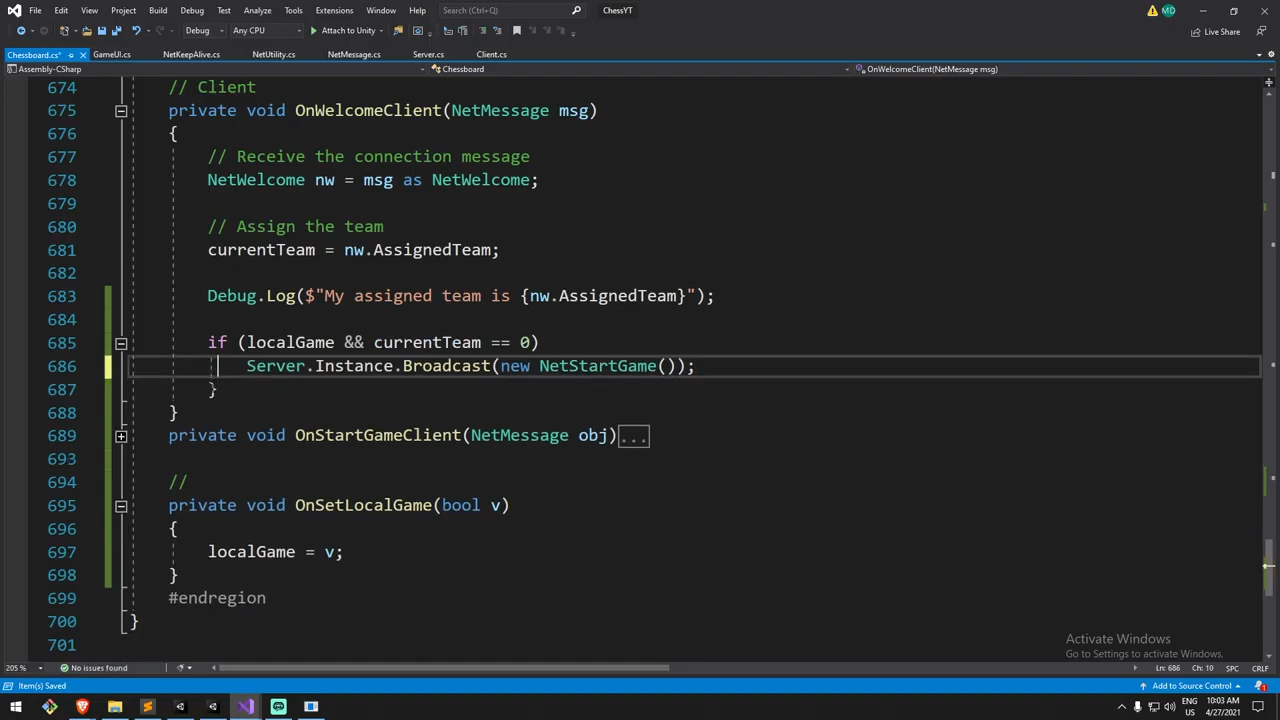 File Edit View Project Build Debug Test Analyze Tools Extensions Window Help Search (Ctrl+Q) ChessYT MD
Debug Any CPU Attach to Unity Live Share
Chessboard.cs* GameUI.cs NetKeepAlive.cs NetUtility.cs NetMessage.cs Server.cs Client.cs
Assembly-CSharp Chessboard OnWelcomeClient(NetMessage msg)
674 // Client
675 private void OnWelcomeClient(NetMessage msg)
676 {
677 // Receive the connection message
678 NetWelcome nw = msg as NetWelcome;
679
680 // Assign the team
681 currentTeam = nw.AssignedTeam;
682
683 Debug.Log($"My assigned team is {nw.AssignedTeam}");
684
685 if (localGame && currentTeam == 0)
686 Server.Instance.Broadcast(new NetStartGame());
687 }
688 }
689 private void OnStartGameClient(NetMessage obj)...
693
694 //
695 private void OnSetLocalGame(bool v)
696 {
697 localGame = v;
698 }
699 #endregion
700 }
701
Activate Windows
Go to Settings to activate Windows.
205 % No issues found Ln: 686 Ch: 10 SPC CRLF
Item(s) Saved Add to Source Control 1
ENG 10:03 AM
US 4/27/2021